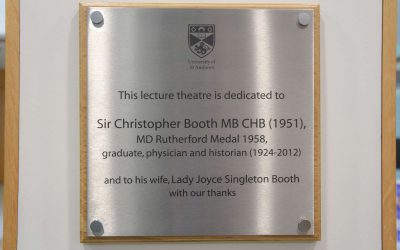 University of
St Andrews
This lecture theatre is dedicated to
Sir Christopher Booth MB CHB (1951),
MD Rutherford Medal 1958,
graduate, physician and historian (1924-2012)
and to his wife, Lady Joyce Singleton Booth
with our thanks